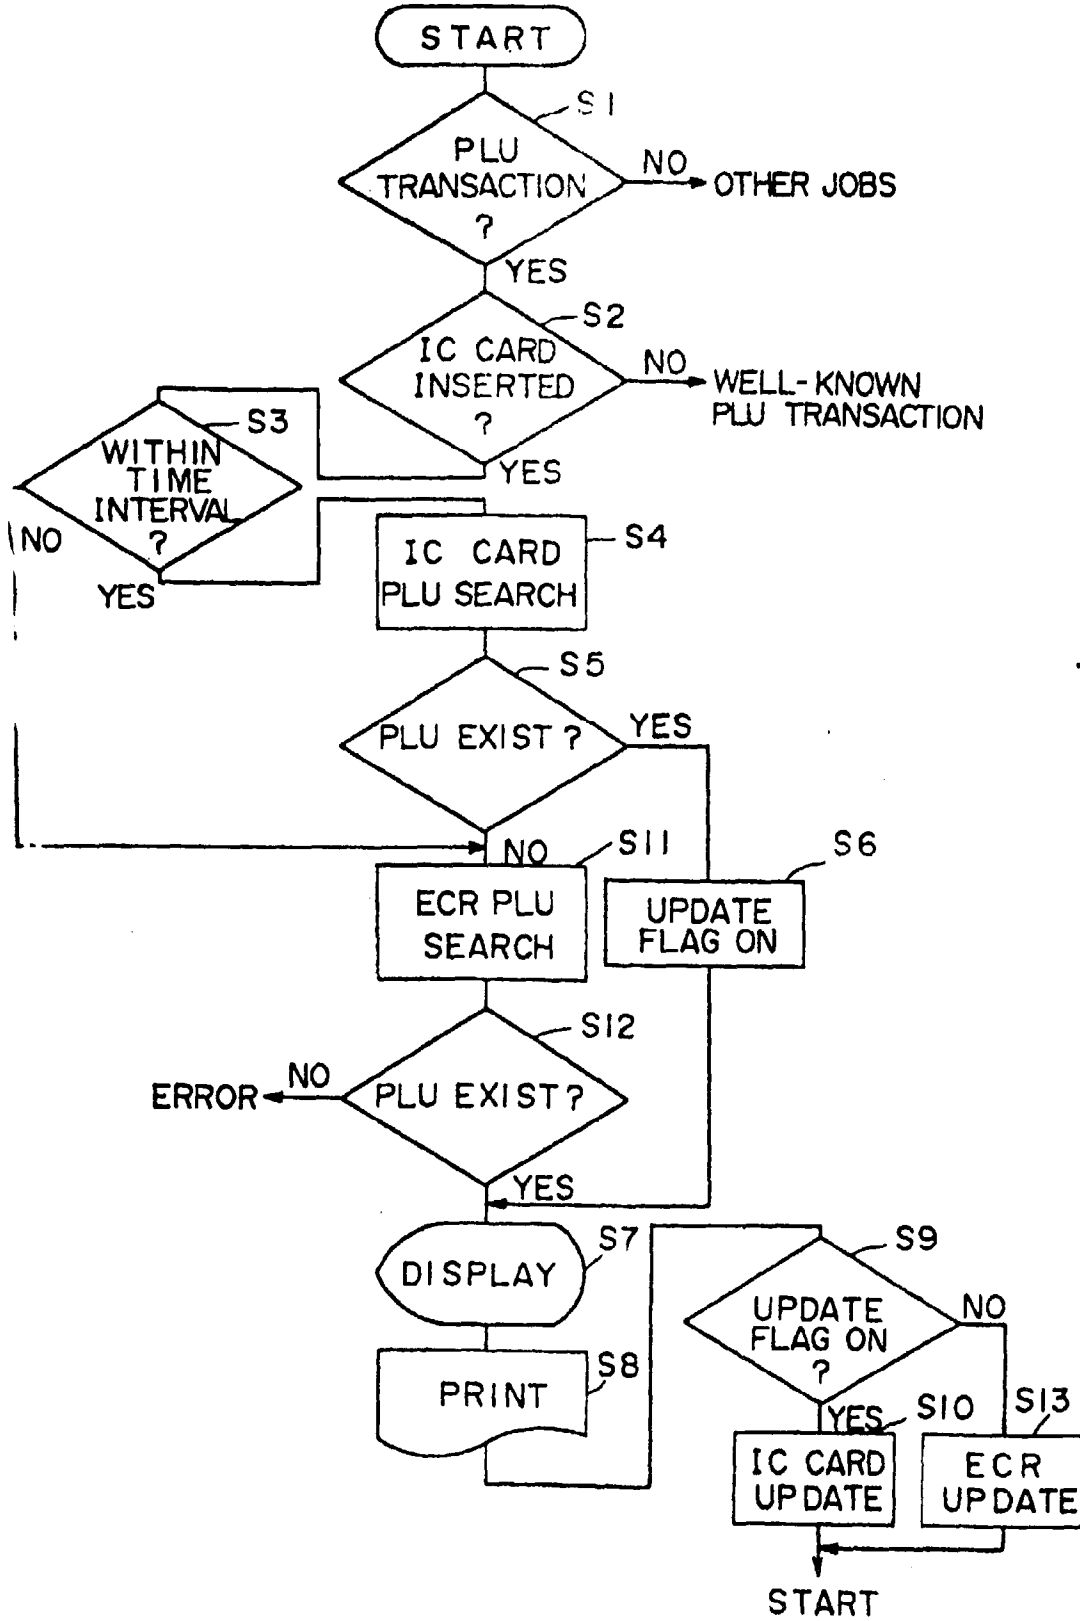 START
S1
PLU
TRANSACTION
?
NO
OTHER JOBS
YES
S2
IC CARD
INSERTED
?
NO
WELL-KNOWN
PLU TRANSACTION
YES
S3
WITHIN
TIME
INTERVAL
?
NO
YES
S4
IC CARD
PLU SEARCH
S5
PLU EXIST ?
YES
NO
S11
ECR PLU
SEARCH
S6
UPDATE
FLAG ON
S12
PLU EXIST ?
NO
ERROR
YES
S7
DISPLAY
S8
PRINT
S9
UPDATE
FLAG ON
?
NO
YES
S10
IC CARD
UPDATE
S13
ECR
UPDATE
START